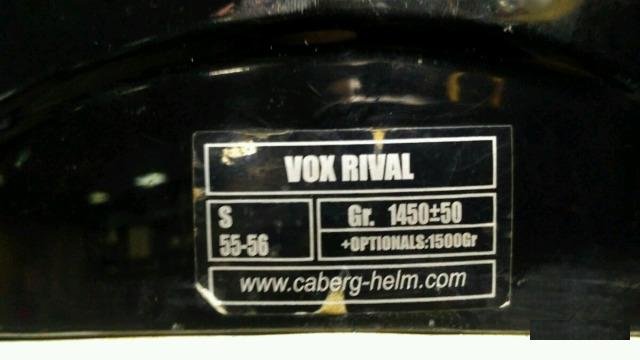 VOX RIVAL
S
55-56
Gr. 1450±50
+OPTIONALS:1500Gr
www.caberg-helm.com